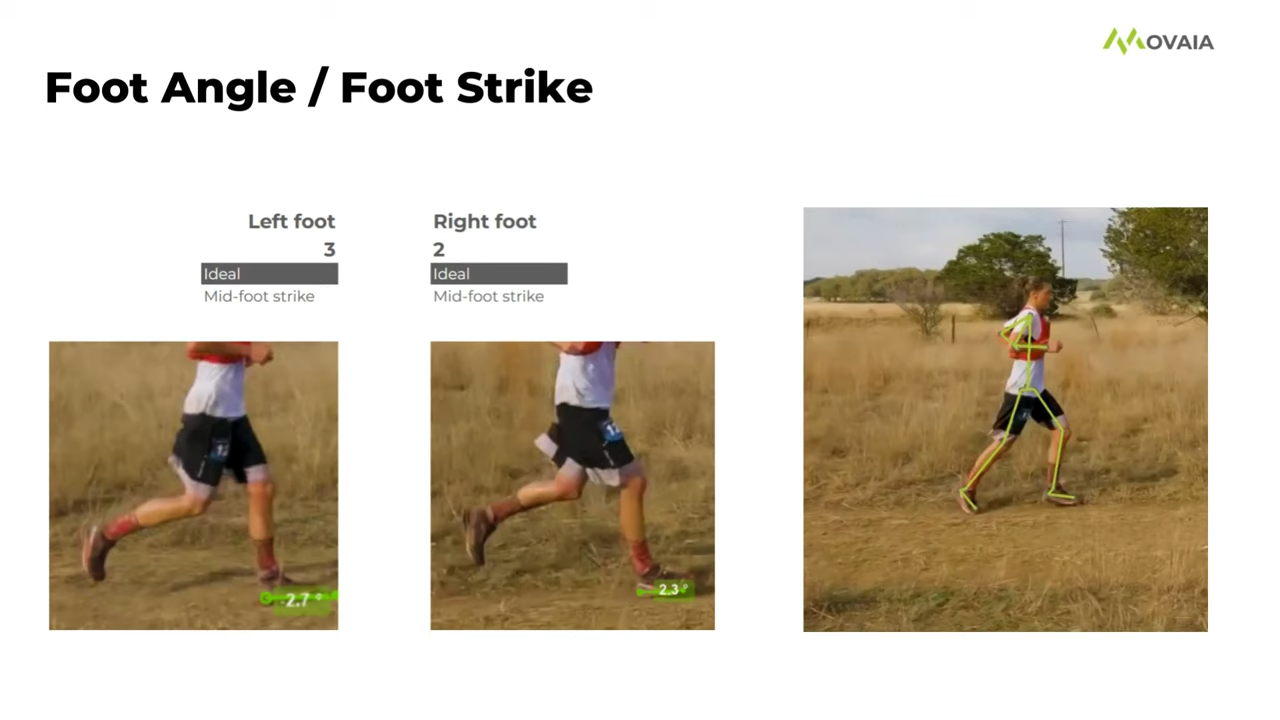 MOVAIA
Foot Angle / Foot Strike
Left foot
3
Ideal
Mid-foot strike
Right foot
2
Ideal
Mid-foot strike
2.7 °
2.3 °